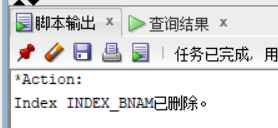 脚本输出 × 查询结果 ×
任务已完成，用
*Action:
Index INDEX_BNAM已删除。